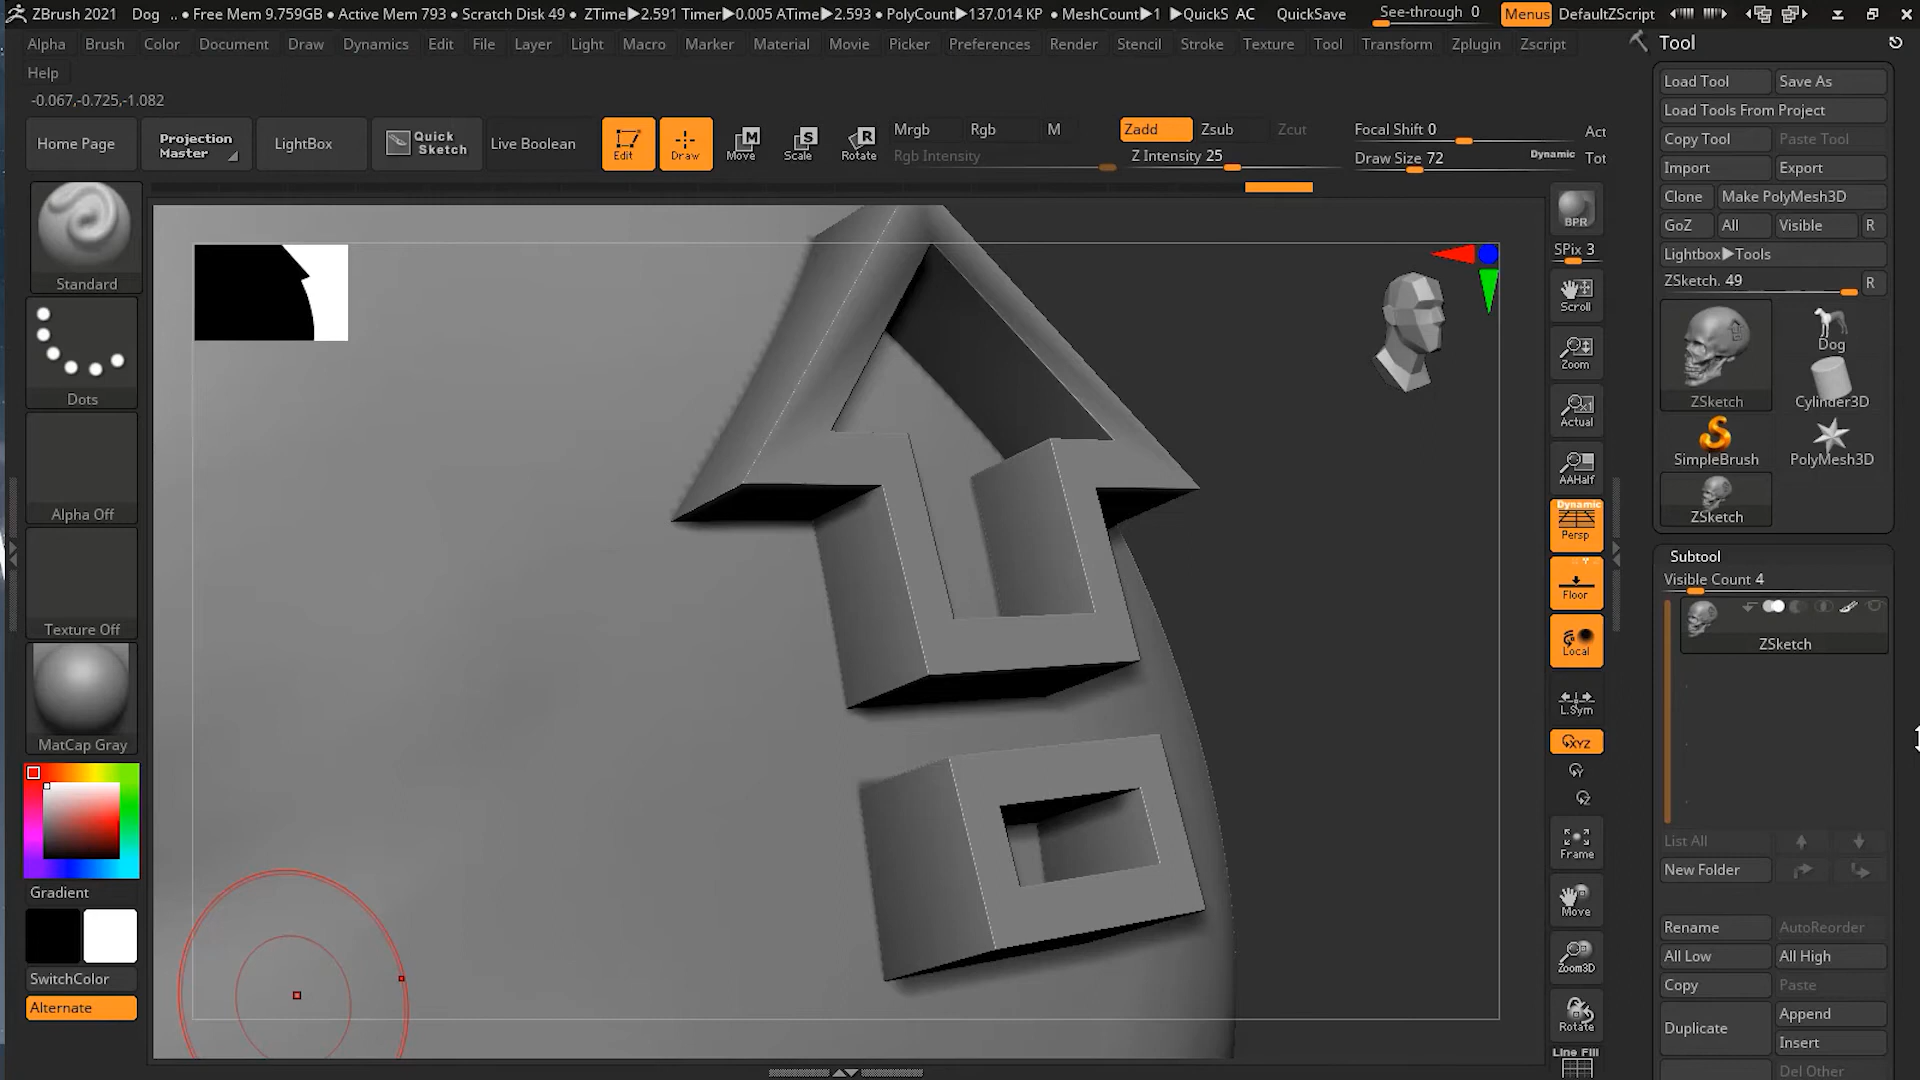 ZBrush 2021 Dog .. • Free Mem 9.759GB • Active Mem 793 • Scratch Disk 49 • ZTime▶2.591 Timer▶0.005 ATime▶2.593 • PolyCount▶137.014 KP • MeshCount▶1 ▶QuickS AC QuickSave See-through 0 Menus DefaultZScript
Alpha Brush Color Document Draw Dynamics Edit File Layer Light Macro Marker Material Movie Picker Preferences Render Stencil Stroke Texture Tool Transform Zplugin Zscript
Help
-0.067,-0.725,-1.082
Home Page
Projection
Master
LightBox
Quick
Sketch
Live Boolean
Edit
Draw
Move
Scale
Rotate
Mrgb Rgb M
Rgb Intensity
Zadd Zsub Zcut
Z Intensity 25
Focal Shift 0
Draw Size 72
Dynamic
Act
Tot
Standard
Dots
Alpha Off
Texture Off
MatCap Gray
Gradient
SwitchColor
Alternate
BPR
SPix 3
Scroll
Zoom
Actual
AAHalf
Dynamic
Persp
Floor
Local
L.Sym
XYZ
Y
Z
Frame
Move
Zoom3D
Rotate
Line Fill
Tool
Load Tool Save As
Load Tools From Project
Copy Tool Paste Tool
Import Export
Clone Make PolyMesh3D
GoZ All Visible R
Lightbox▶Tools
ZSketch. 49 R
ZSketch
Dog
Cylinder3D
SimpleBrush
PolyMesh3D
ZSketch
Subtool
Visible Count 4
ZSketch
List All
New Folder
Rename AutoReorder
All Low All High
Copy Paste
Duplicate
Append
Insert
Del Other